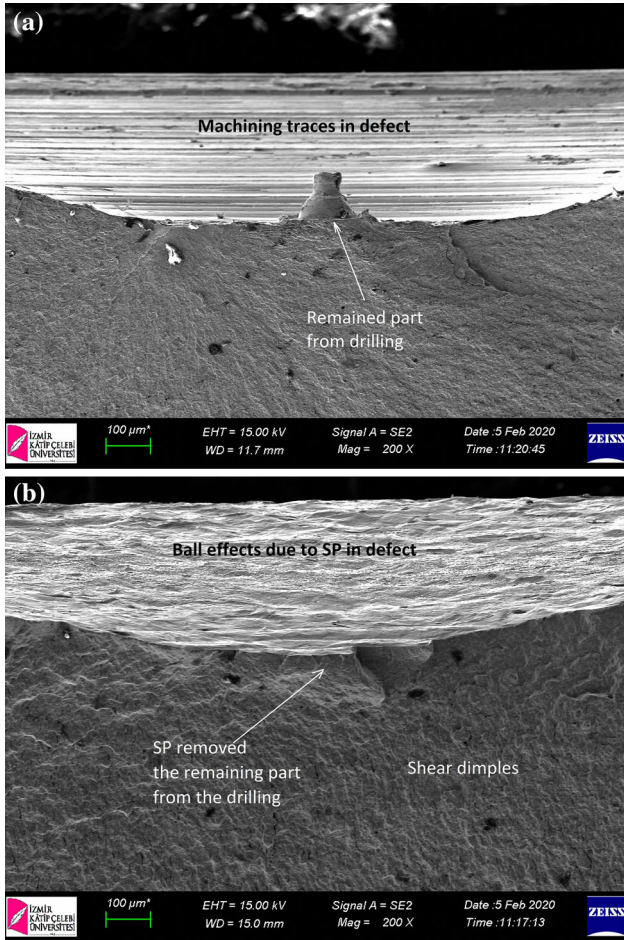 (a)
Machining traces in defect
Remained part
from drilling
İZMİR
KÂTİP ÇELEBİ
ÜNİVERSİTESİ
100 µm*
EHT = 15.00 kV
WD = 11.7 mm
Signal A = SE2
Mag = 200 X
Date :5 Feb 2020
Time :11:20:45
ZEISS
(b)
Ball effects due to SP in defect
SP removed
the remaining part
from the drilling
Shear dimples
İZMİR
KÂTİP ÇELEBİ
ÜNİVERSİTESİ
100 µm*
EHT = 15.00 kV
WD = 15.0 mm
Signal A = SE2
Mag = 200 X
Date :5 Feb 2020
Time :11:17:13
ZEISS